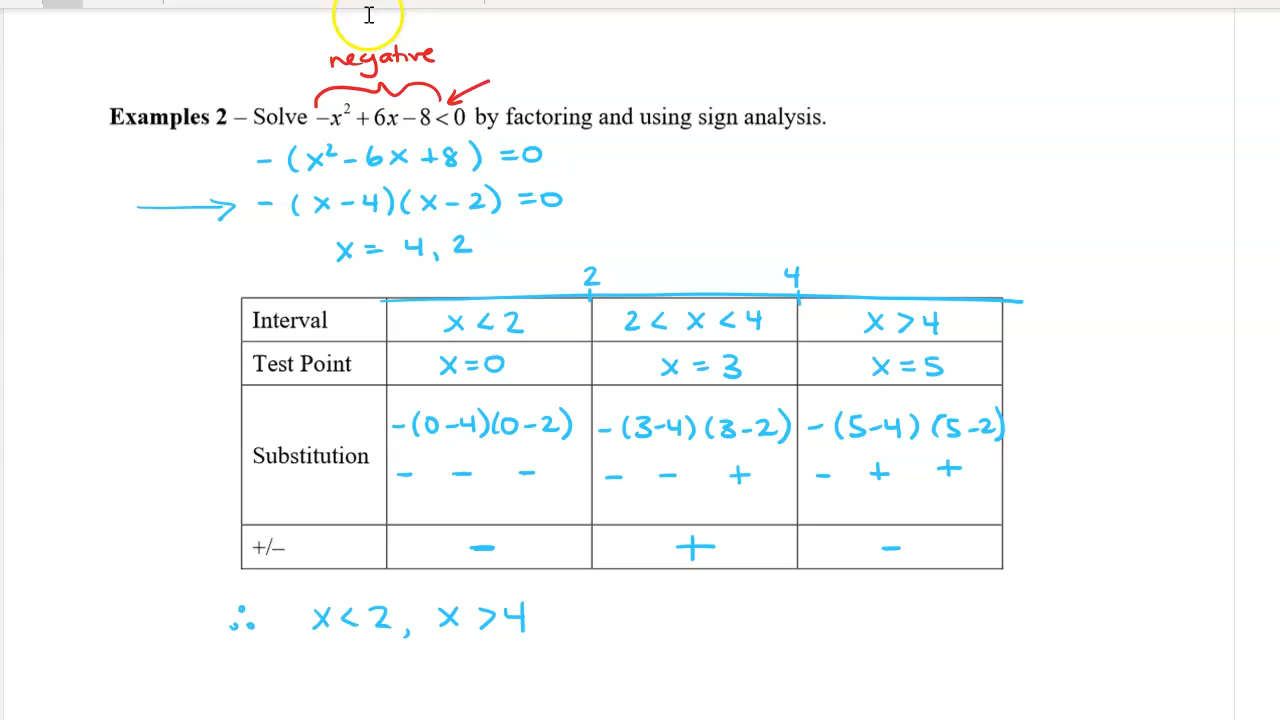 negative
Examples 2 – Solve −x² + 6x − 8 < 0 by factoring and using sign analysis.
- (x² - 6x + 8) = 0
- (x - 4)(x - 2) = 0
x = 4, 2
2 4
Interval x < 2 2 < x < 4 x > 4
Test Point x = 0 x = 3 x = 5
-(0-4)(0-2) -(3-4)(3-2) -(5-4)(5-2)
Substitution
- - - - - + - + +
+/– - + -
∴ x < 2, x > 4